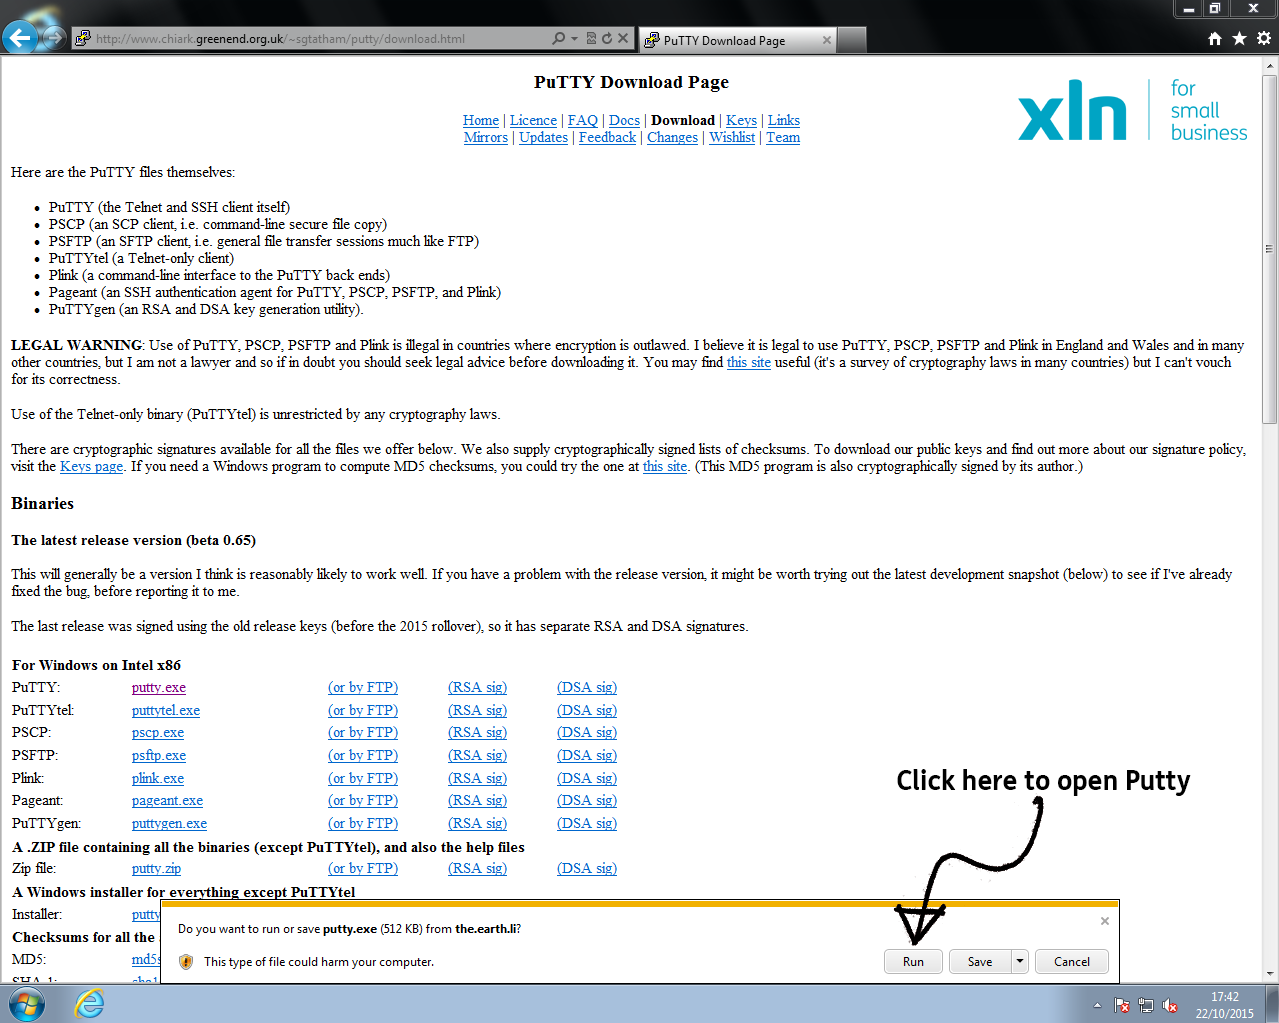 http://www.chiark.greenend.org.uk/~sgtatham/putty/download.html
PuTTY Download Page
PuTTY Download Page
Home | Licence | FAQ | Docs | Download | Keys | Links
Mirrors | Updates | Feedback | Changes | Wishlist | Team
xln
for
small
business
Here are the PuTTY files themselves:
• PuTTY (the Telnet and SSH client itself)
• PSCP (an SCP client, i.e. command-line secure file copy)
• PSFTP (an SFTP client, i.e. general file transfer sessions much like FTP)
• PuTTYtel (a Telnet-only client)
• Plink (a command-line interface to the PuTTY back ends)
• Pageant (an SSH authentication agent for PuTTY, PSCP, PSFTP, and Plink)
• PuTTYgen (an RSA and DSA key generation utility).
LEGAL WARNING: Use of PuTTY, PSCP, PSFTP and Plink is illegal in countries where encryption is outlawed. I believe it is legal to use PuTTY, PSCP, PSFTP and Plink in England and Wales and in many
other countries, but I am not a lawyer and so if in doubt you should seek legal advice before downloading it. You may find this site useful (it's a survey of cryptography laws in many countries) but I can't vouch
for its correctness.
Use of the Telnet-only binary (PuTTYtel) is unrestricted by any cryptography laws.
There are cryptographic signatures available for all the files we offer below. We also supply cryptographically signed lists of checksums. To download our public keys and find out more about our signature policy,
visit the Keys page. If you need a Windows program to compute MD5 checksums, you could try the one at this site. (This MD5 program is also cryptographically signed by its author.)
Binaries
The latest release version (beta 0.65)
This will generally be a version I think is reasonably likely to work well. If you have a problem with the release version, it might be worth trying out the latest development snapshot (below) to see if I've already
fixed the bug, before reporting it to me.
The last release was signed using the old release keys (before the 2015 rollover), so it has separate RSA and DSA signatures.
For Windows on Intel x86
PuTTY: putty.exe (or by FTP) (RSA sig) (DSA sig)
PuTTYtel: puttytel.exe (or by FTP) (RSA sig) (DSA sig)
PSCP: pscp.exe (or by FTP) (RSA sig) (DSA sig)
PSFTP: psftp.exe (or by FTP) (RSA sig) (DSA sig)
Plink: plink.exe (or by FTP) (RSA sig) (DSA sig)
Pageant: pageant.exe (or by FTP) (RSA sig) (DSA sig)
PuTTYgen: puttygen.exe (or by FTP) (RSA sig) (DSA sig)
Click here to open Putty
A .ZIP file containing all the binaries (except PuTTYtel), and also the help files
Zip file: putty.zip (or by FTP) (RSA sig) (DSA sig)
A Windows installer for everything except PuTTYtel
Installer: putty
Checksums for all the
MD5: md5s
SHA-1: sha1
Do you want to run or save putty.exe (512 KB) from the.earth.li?
This type of file could harm your computer.
Run Save Cancel
17:42
22/10/2015